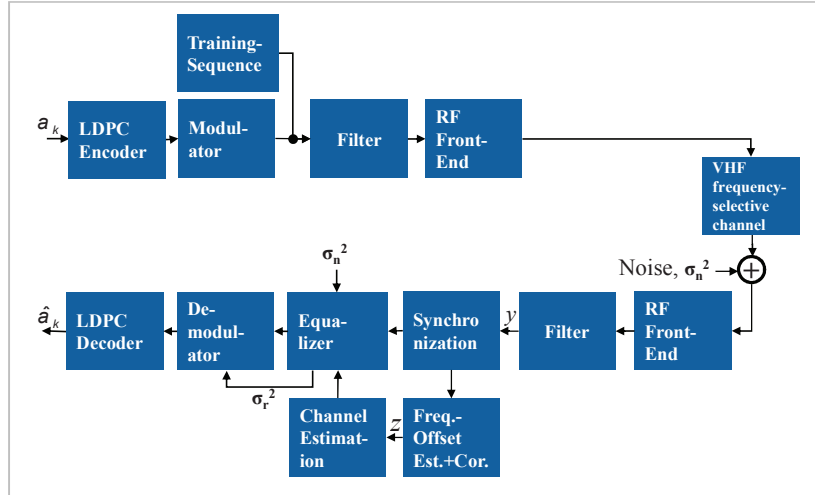 Training-
Sequence
a_k
LDPC
Encoder
Modul-
ator
Filter
RF
Front-
End
VHF
frequency-
selective
channel
Noise, σₙ²
+
σₙ²
â_k
LDPC
Decoder
De-
modul-
ator
Equa-
lizer
Synchro
nization
y
Filter
RF
Front-
End
σᵣ²
Channel
Estimat-
ion
z
Freq.-
Offset
Est.+Cor.